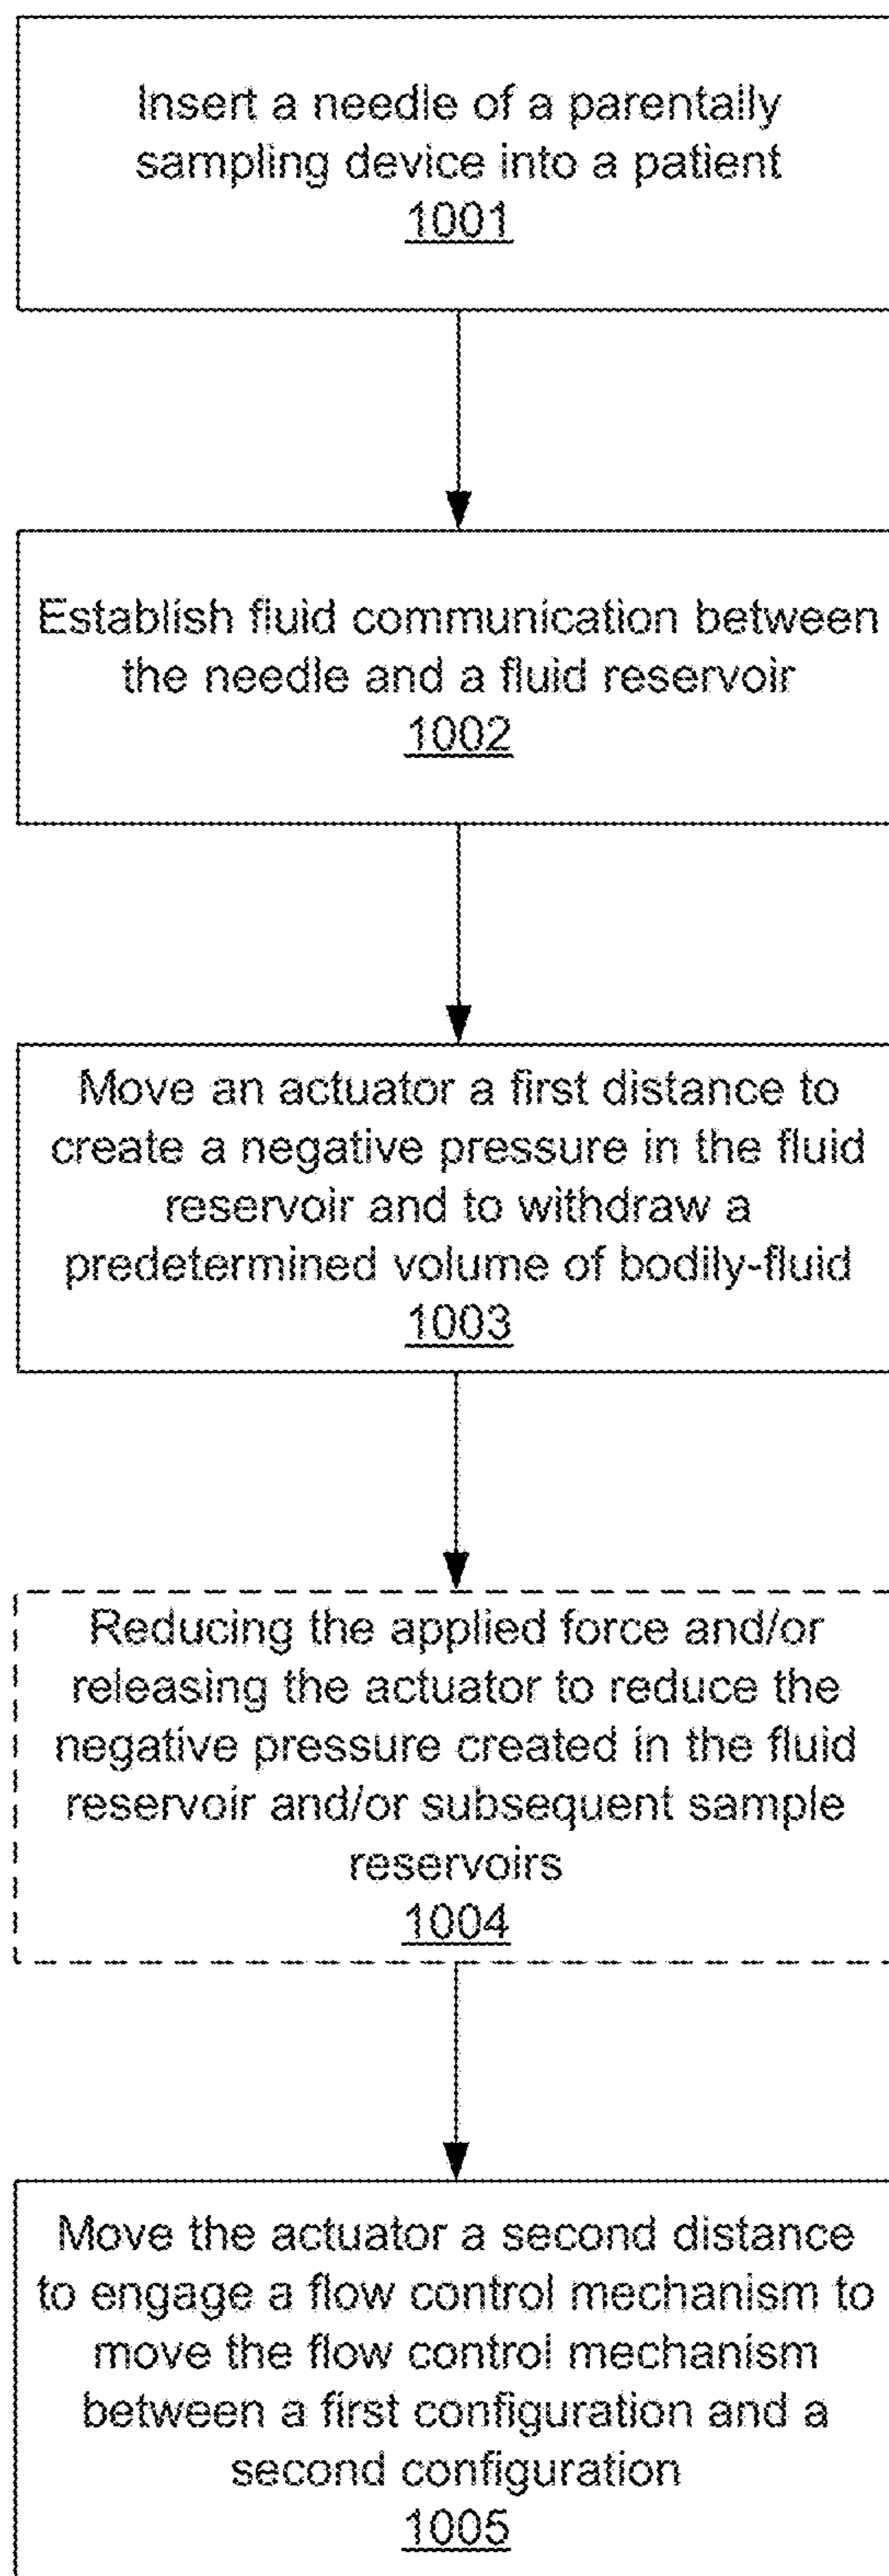 Insert a needle of a parentally
sampling device into a patient
1001
Establish fluid communication between
the needle and a fluid reservoir
1002
Move an actuator a first distance to
create a negative pressure in the fluid
reservoir and to withdraw a
predetermined volume of bodily-fluid
1003
Reducing the applied force and/or
releasing the actuator to reduce the
negative pressure created in the fluid
reservoir and/or subsequent sample
reservoirs
1004
Move the actuator a second distance
to engage a flow control mechanism to
move the flow control mechanism
between a first configuration and a
second configuration
1005